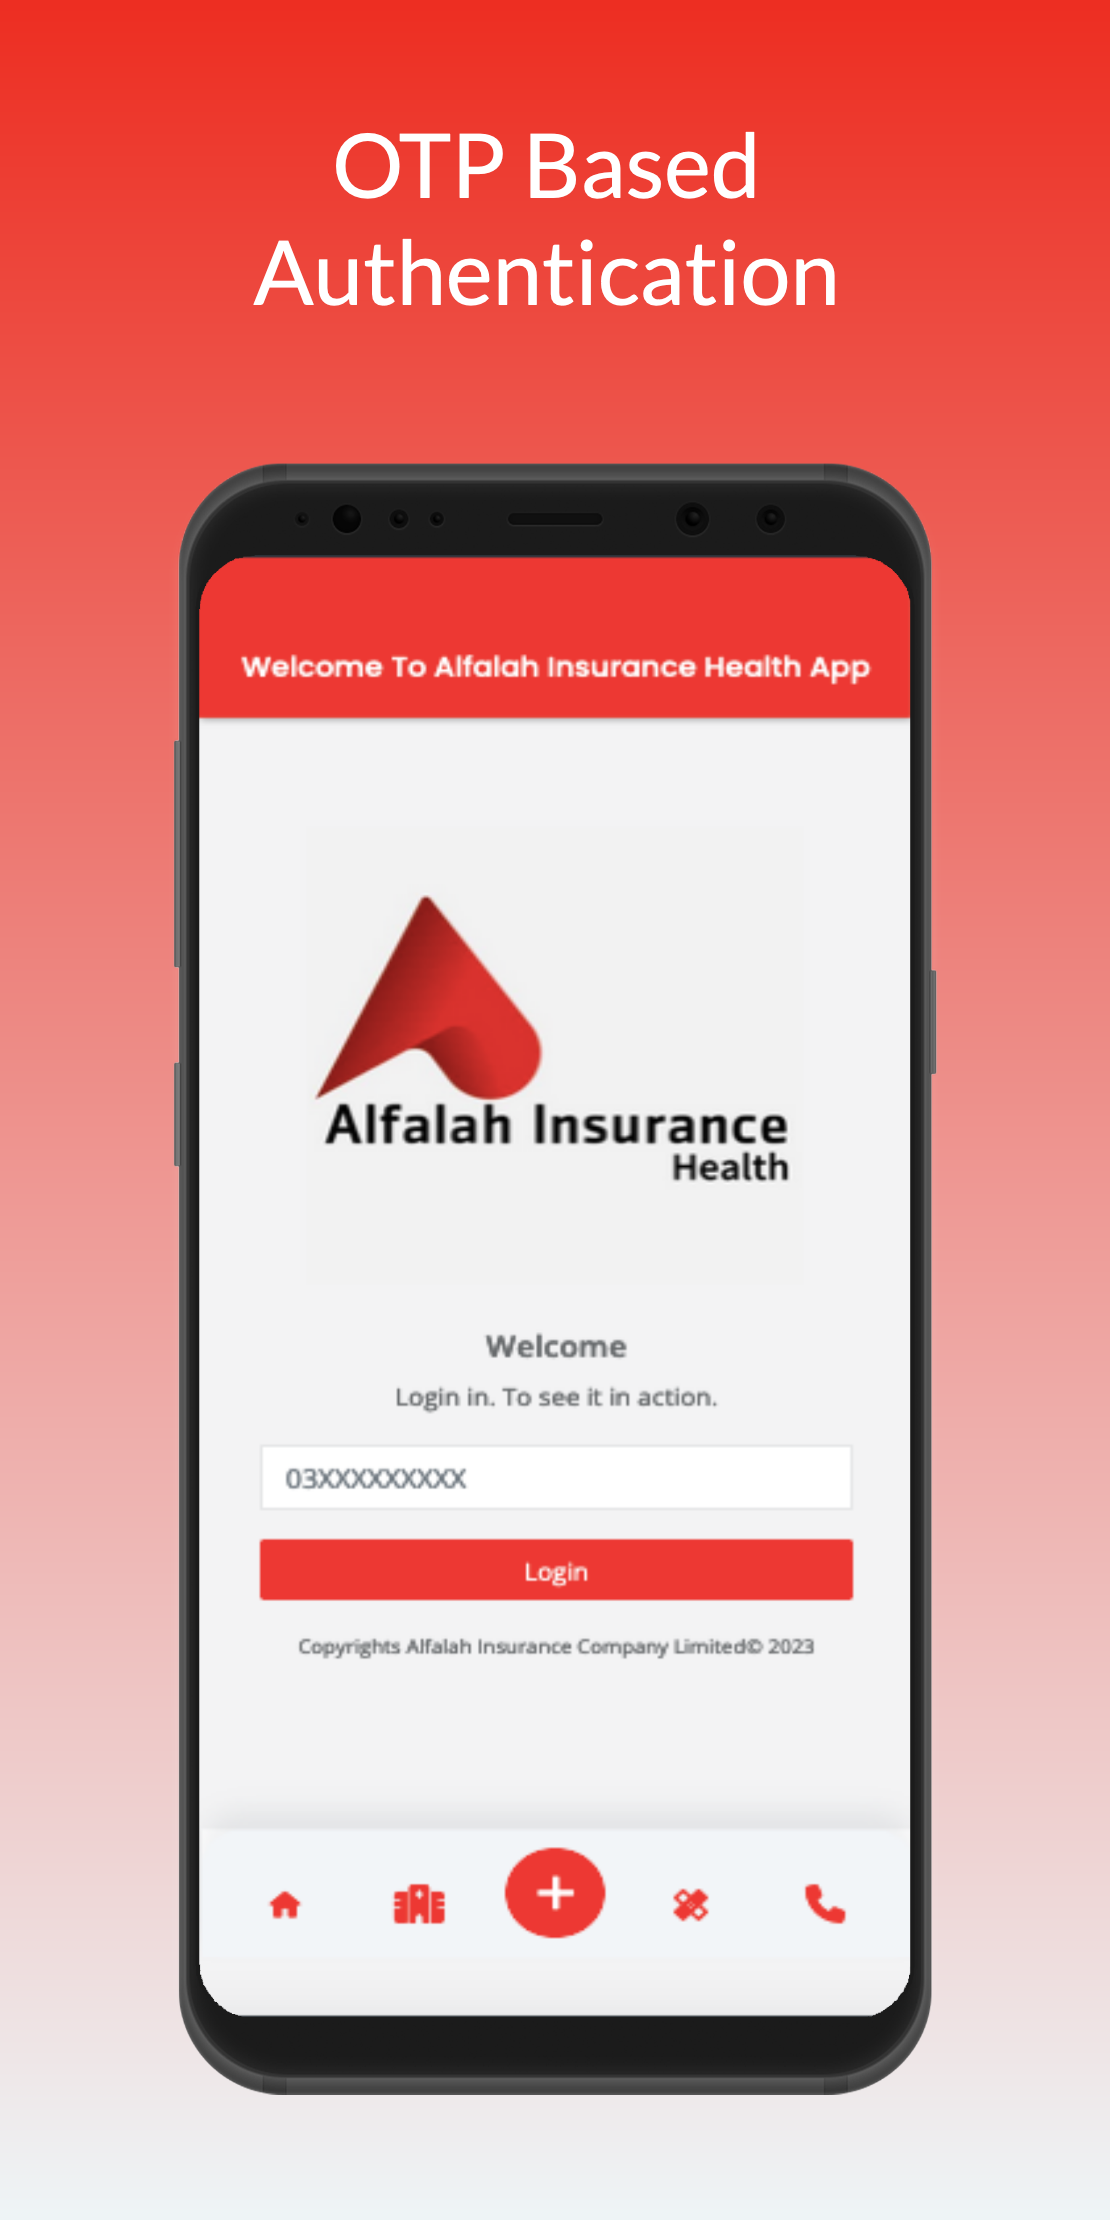 OTP Based
Authentication
Welcome To Alfalah Insurance Health App
Alfalah Insurance
Health
Welcome
Login in. To see it in action.
03XXXXXXXXX
Login
Copyrights Alfalah Insurance Company Limited© 2023